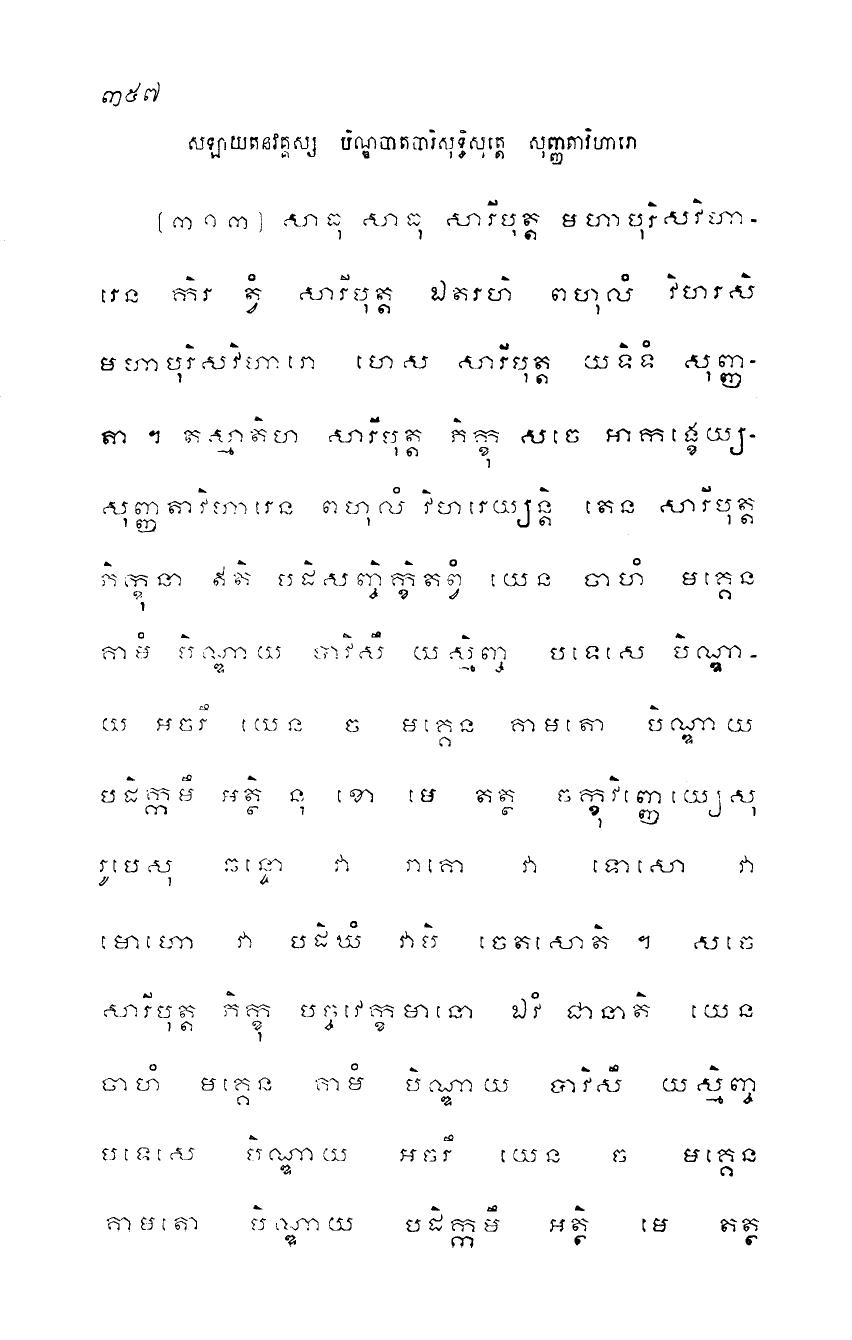 ៣៥៧
សឡាយតនវគ្គស្ស បិណ្ឌបាតបារិសុទ្ធិសុត្តេ សុញ្ញតាវិហារោ
[៣១៣] សាធុ សាធុ សារីបុត្ត មហាបុរិសវិហា-
រេន កិរ ត្វំ សារីបុត្ត ឯតរហិ ពហុលំ វិហរសិ
មហាបុរិសវិហារោ ហេស សារីបុត្ត យទិទំ សុញ្ញ-
តា ។ តស្មាតិហ សារីបុត្ត ភិក្ខុ សចេ អាកង្ខេយ្យ-
សុញ្ញតាវិហារេន ពហុលំ វិហរេយ្យន្តិ តេន សារីបុត្ត
ភិក្ខុនា ឥតិ បដិសញ្ចិក្ខិតព្វំ យេន ចាហំ មគ្គេន
គាមំ បិណ្ឌាយ ទាវិសឹ យស្មិញ្ច បទេសេ បិណ្ឌា-
យ អចរឹ យេន ច មគ្គេន គាមតោ បិណ្ឌាយ
បដិក្កមឹ អត្ថិ នុ ខោ មេ តត្ថ ចក្ខុវិញ្ញេយ្យេសុ
រូបេសុ ឆន្ទោ វា រាគោ វា ទោសោ វា
មោហោ វា បដិឃំ វាបិ ចេតសោតិ ។ សចេ
សារីបុត្ត ភិក្ខុ បច្ចវេក្ខមានោ ឯវំ ជានាតិ យេន
ចាហំ មគ្គេន គាមំ បិណ្ឌាយ ទាវិសឹ យស្មិញ្ច
បទេសេ បិណ្ឌាយ អចរឹ យេន ច មគ្គេន
គាមតោ បិណ្ឌាយ បដិក្កមឹ អត្ថិ មេ តត្ថ